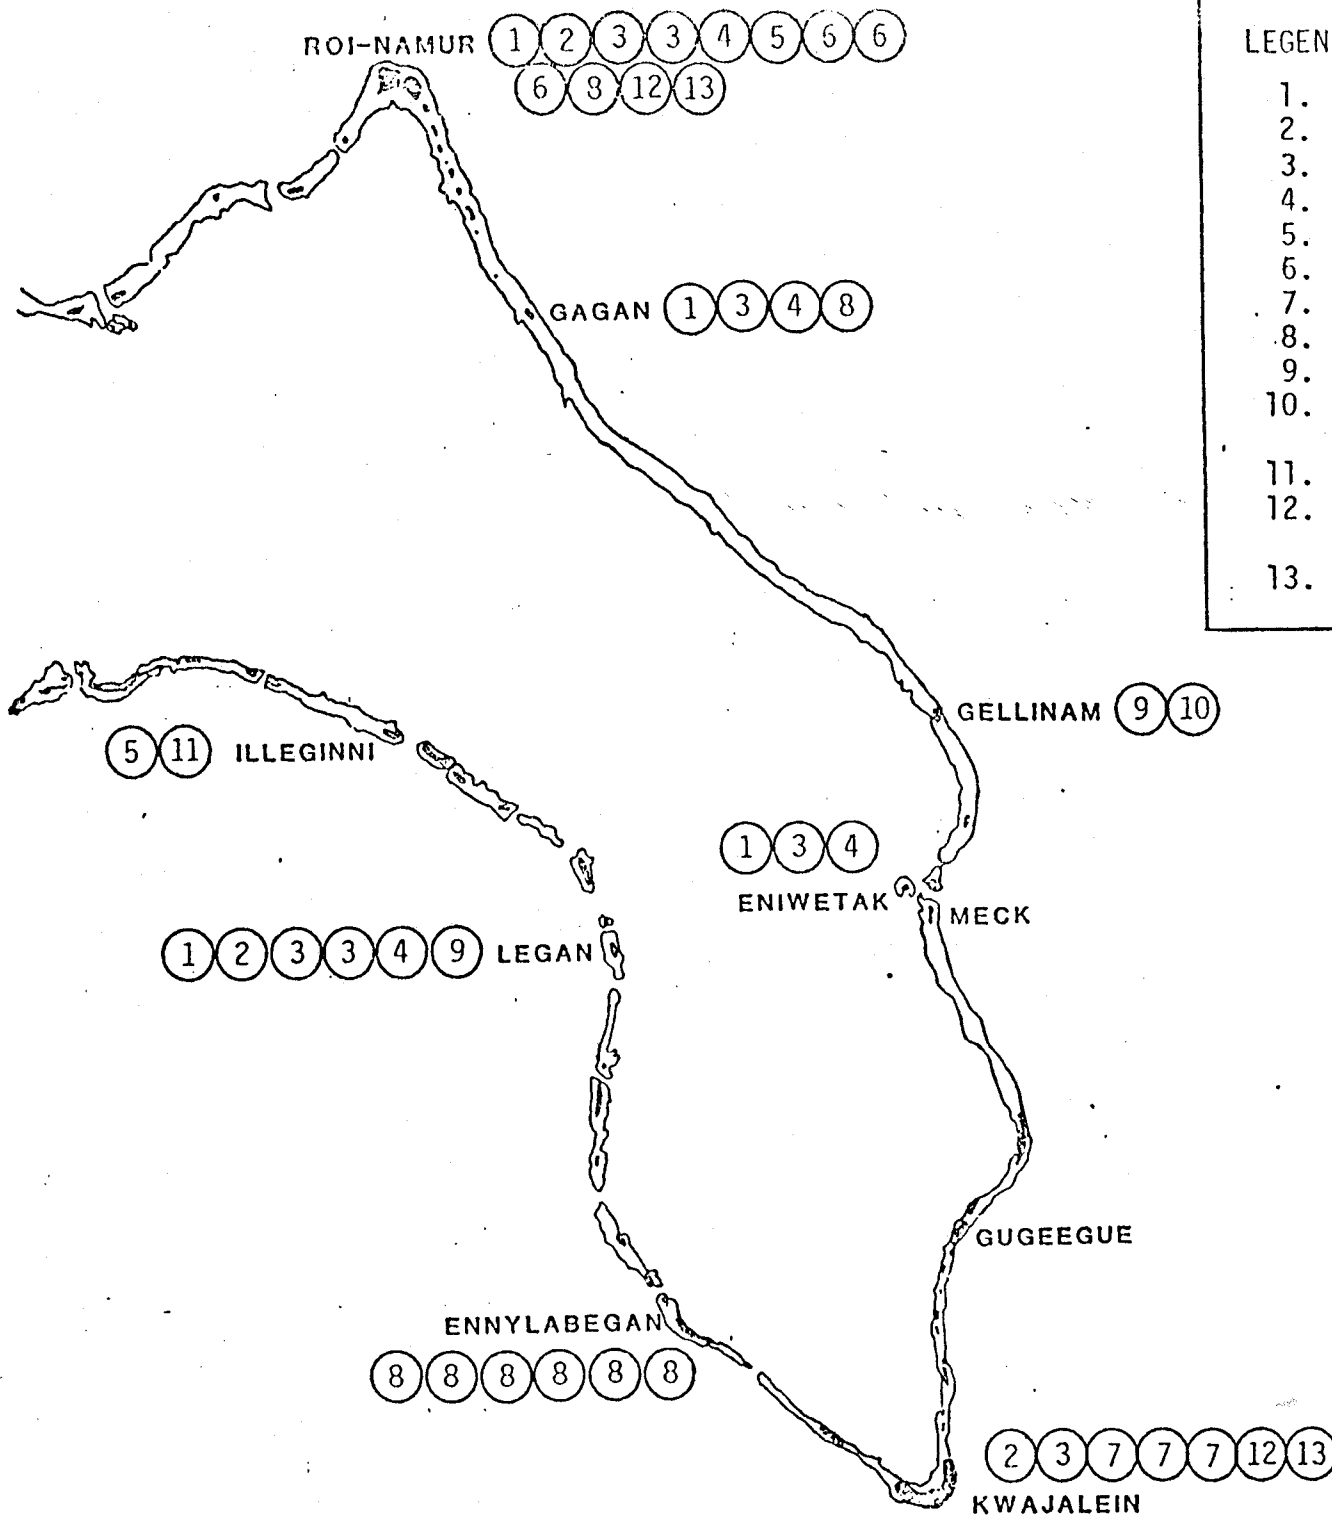 ROI-NAMUR 1 2 3 3 4 5 6 6
6 8 12 13
LEGEN
1.
2.
3.
4.
5.
6.
7.
8.
9.
10.
11.
12.
13.
GAGAN 1 3 4 8
GELLINAM 9 10
5 11 ILLEGINNI
1 3 4
ENIWETAK
MECK
1 2 3 3 4 9 LEGAN
GUGEEGUE
ENNYLABEGAN
8 8 8 8 8 8
2 3 7 7 7 12 13
KWAJALEIN